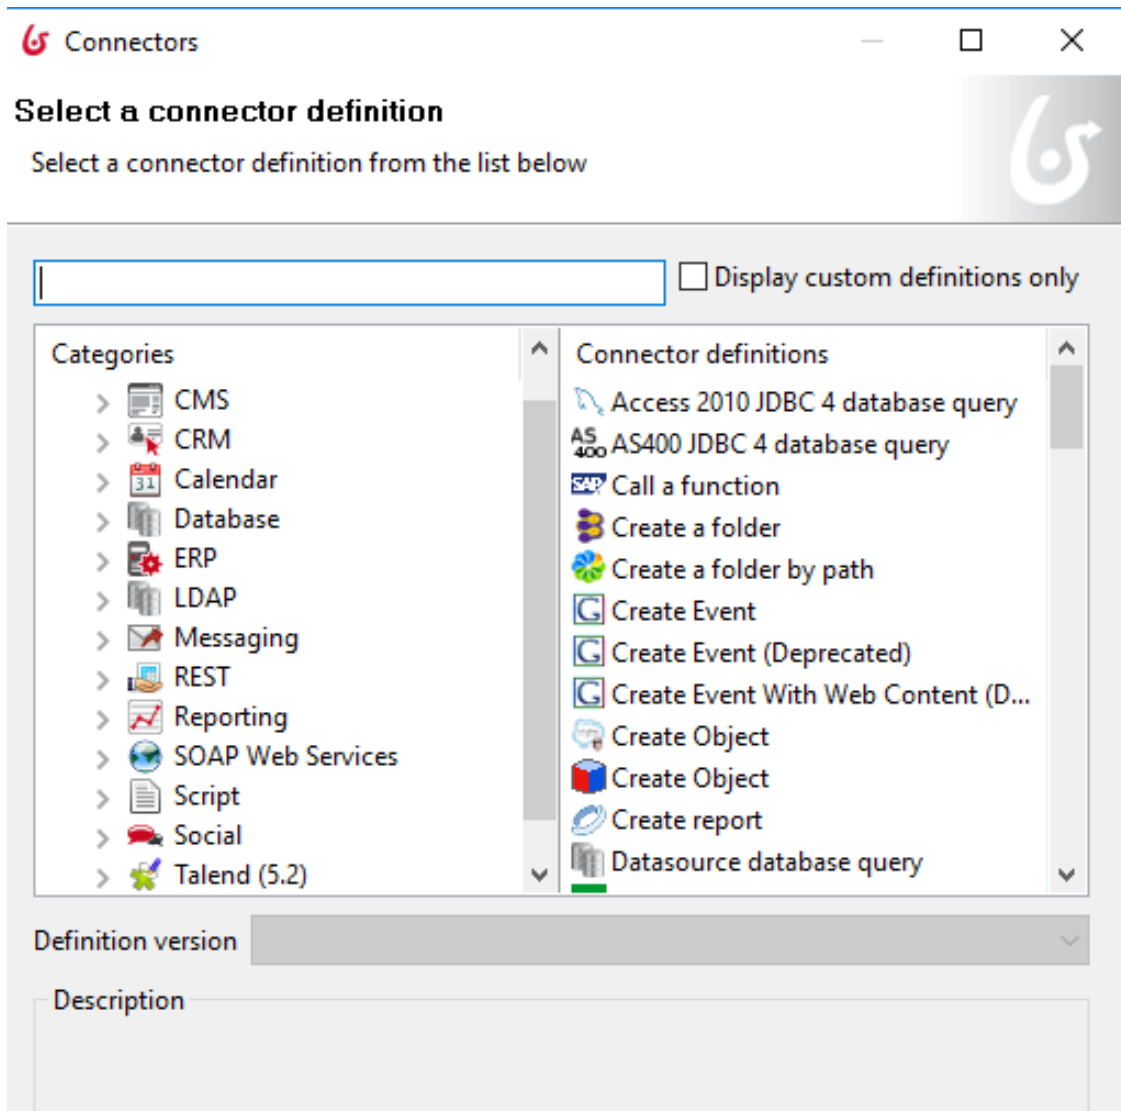 Connectors
Select a connector definition
Select a connector definition from the list below
Display custom definitions only
Categories
CMS
CRM
31
Calendar
Database
ERP
LDAP
Messaging
REST
Reporting
SOAP Web Services
Script
Social
Talend (5.2)
Connector definitions
Access 2010 JDBC 4 database query
AS400 AS400 JDBC 4 database query
SAP Call a function
Create a folder
Create a folder by path
G Create Event
G Create Event (Deprecated)
G Create Event With Web Content (D...
Create Object
Create Object
Create report
Datasource database query
Definition version
Description